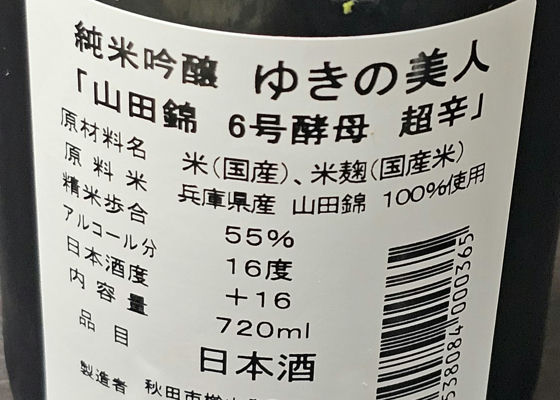 純米吟醸 ゆきの美人
「山田錦 6号酵母 超辛」
原材料名 米(国産)、米麹(国産米)
原料米 兵庫県産 山田錦 100%使用
精米歩合 55%
アルコール分 16度
日本酒度 +16
内容量 720ml
品目 日本酒
製造者 秋田市楢山
538084000365